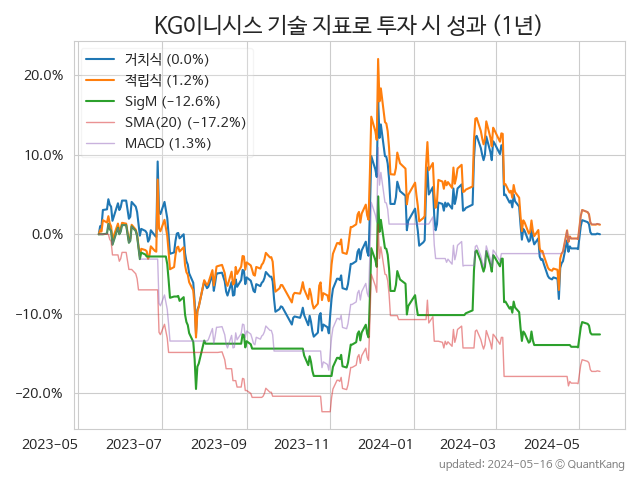 KG이니시스 기술 지표로 투자 시 성과 (1년)
거치식 (0.0%)
적립식 (1.2%)
SigM (−12.6%)
SMA(20) (−17.2%)
MACD (1.3%)
20.0%
10.0%
0.0%
−10.0%
−20.0%
2023−05
2023−07
2023−09
2023−11
2024−01
2024−03
2024−05
updated: 2024−05−16 © QuantKang